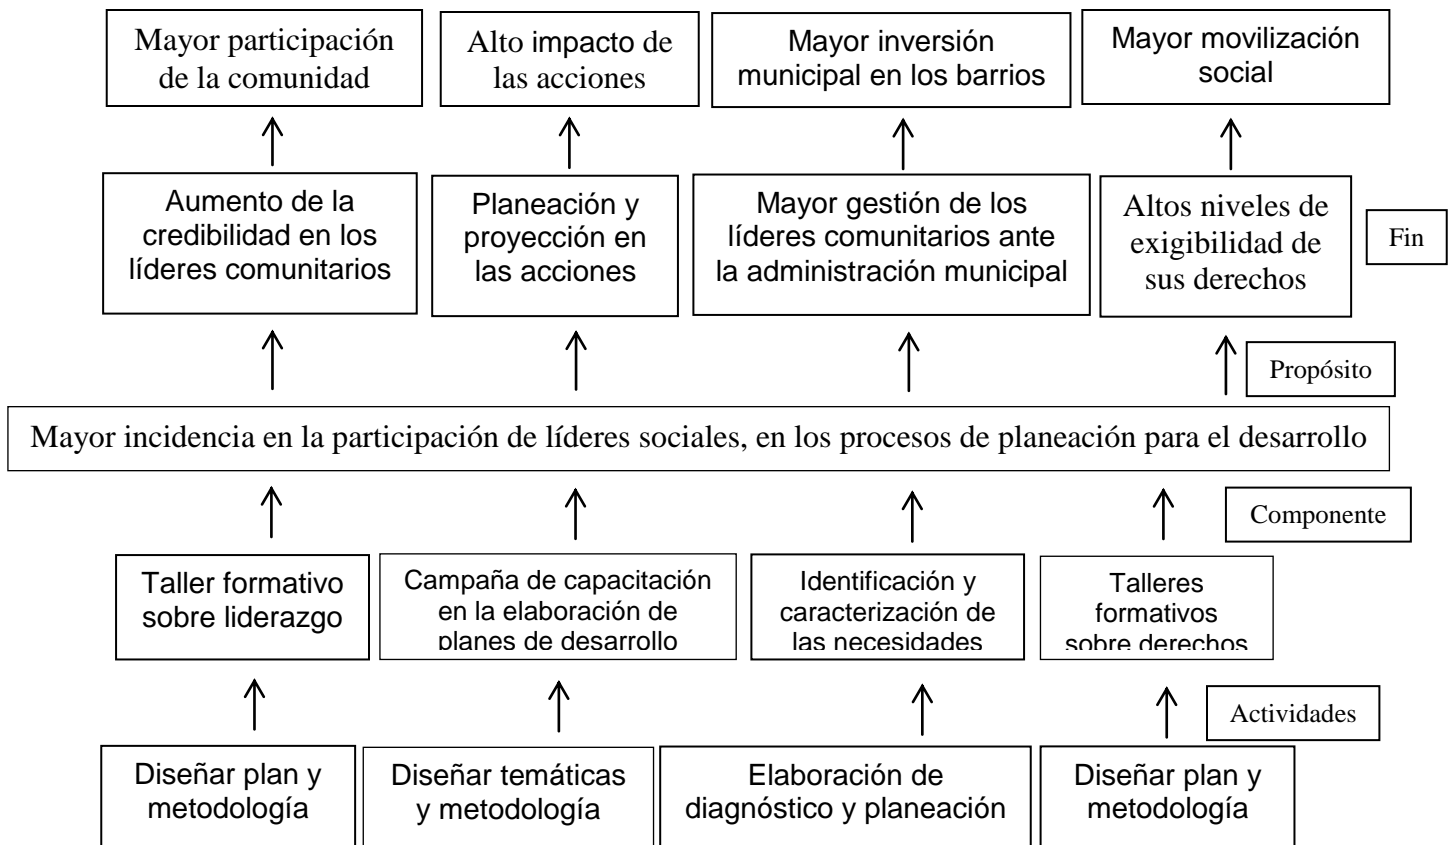 Mayor participación
de la comunidad
Alto impacto de
las acciones
Mayor inversión
municipal en los barrios
Mayor movilización
social
Aumento de la
credibilidad en los
líderes comunitarios
Planeación y
proyección en
las acciones
Mayor gestión de los
líderes comunitarios ante
la administración municipal
Altos niveles de
exigibilidad de
sus derechos
Fin
Propósito
Mayor incidencia en la participación de líderes sociales, en los procesos de planeación para el desarrollo
Componente
Taller formativo
sobre liderazgo
Campaña de capacitación
en la elaboración de
planes de desarrollo
Identificación y
caracterización de
las necesidades
Talleres
formativos
sobre derechos
Actividades
Diseñar plan y
metodología
Diseñar temáticas
y metodología
Elaboración de
diagnóstico y planeación
Diseñar plan y
metodología